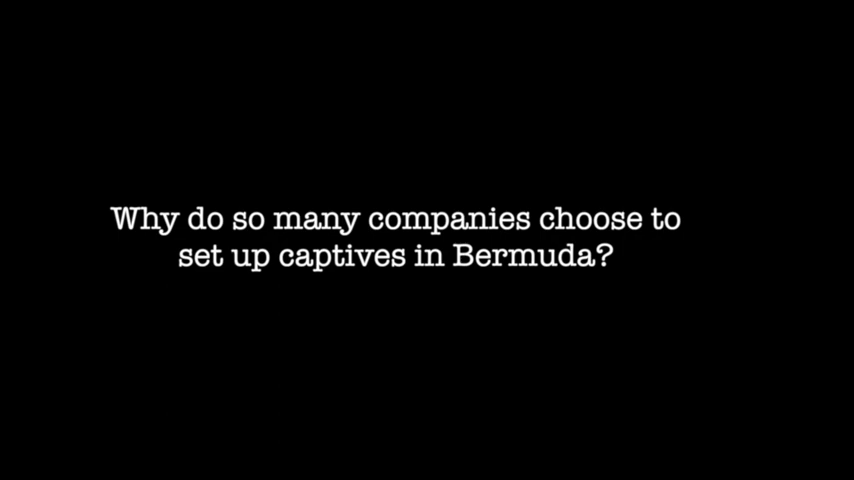 Why do so many companies choose to
set up captives in Bermuda?